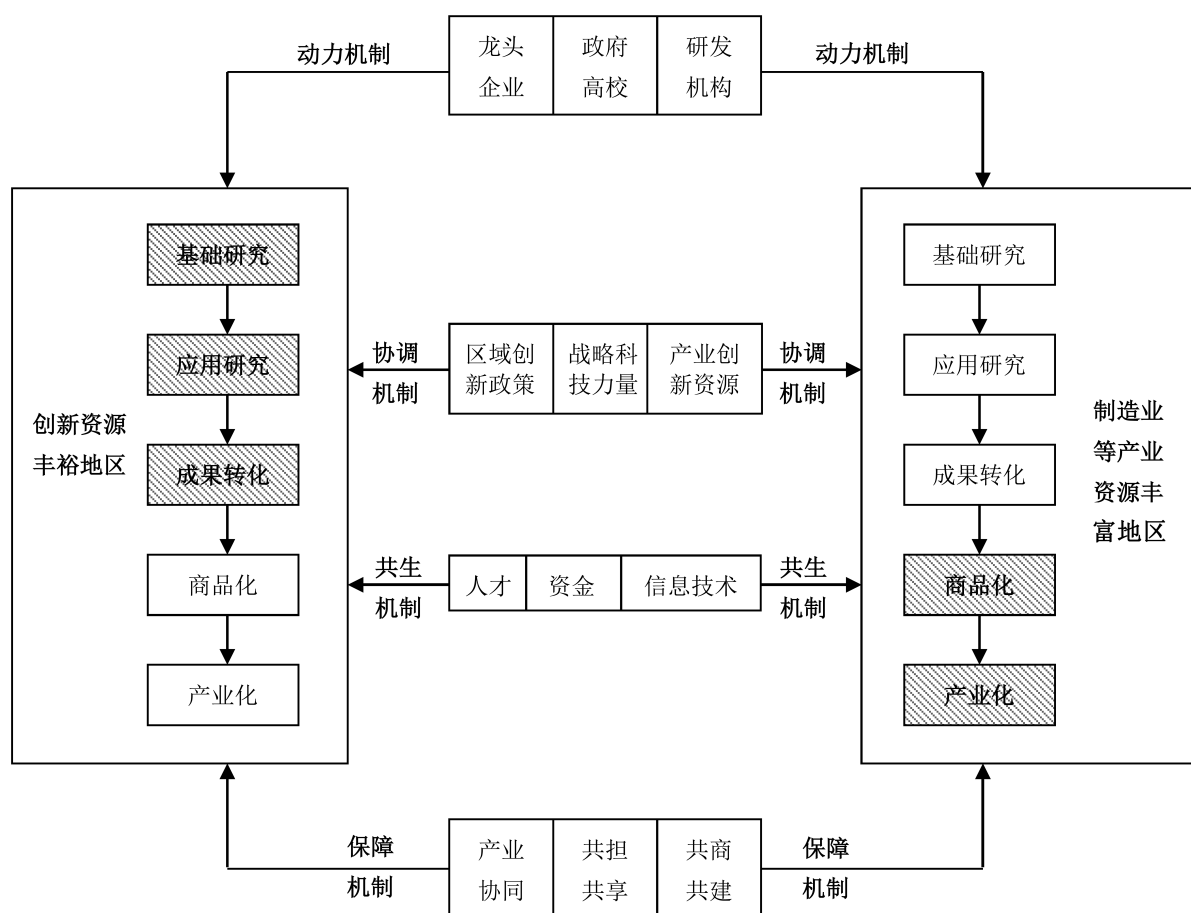 动力机制
龙头
企业
政府
高校
研发
机构
动力机制
创新资源
丰裕地区
基础研究
应用研究
成果转化
商品化
产业化
协调
机制
区域创
新政策
战略科
技力量
产业创
新资源
协调
机制
共生
机制
人才
资金
信息技术
共生
机制
基础研究
应用研究
成果转化
商品化
产业化
制造业
等产业
资源丰
富地区
保障
机制
产业
协同
共担
共享
共商
共建
保障
机制